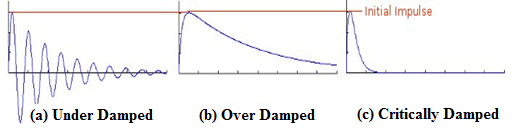 Initial Impulse
(a) Under Damped
(b) Over Damped
(c) Critically Damped